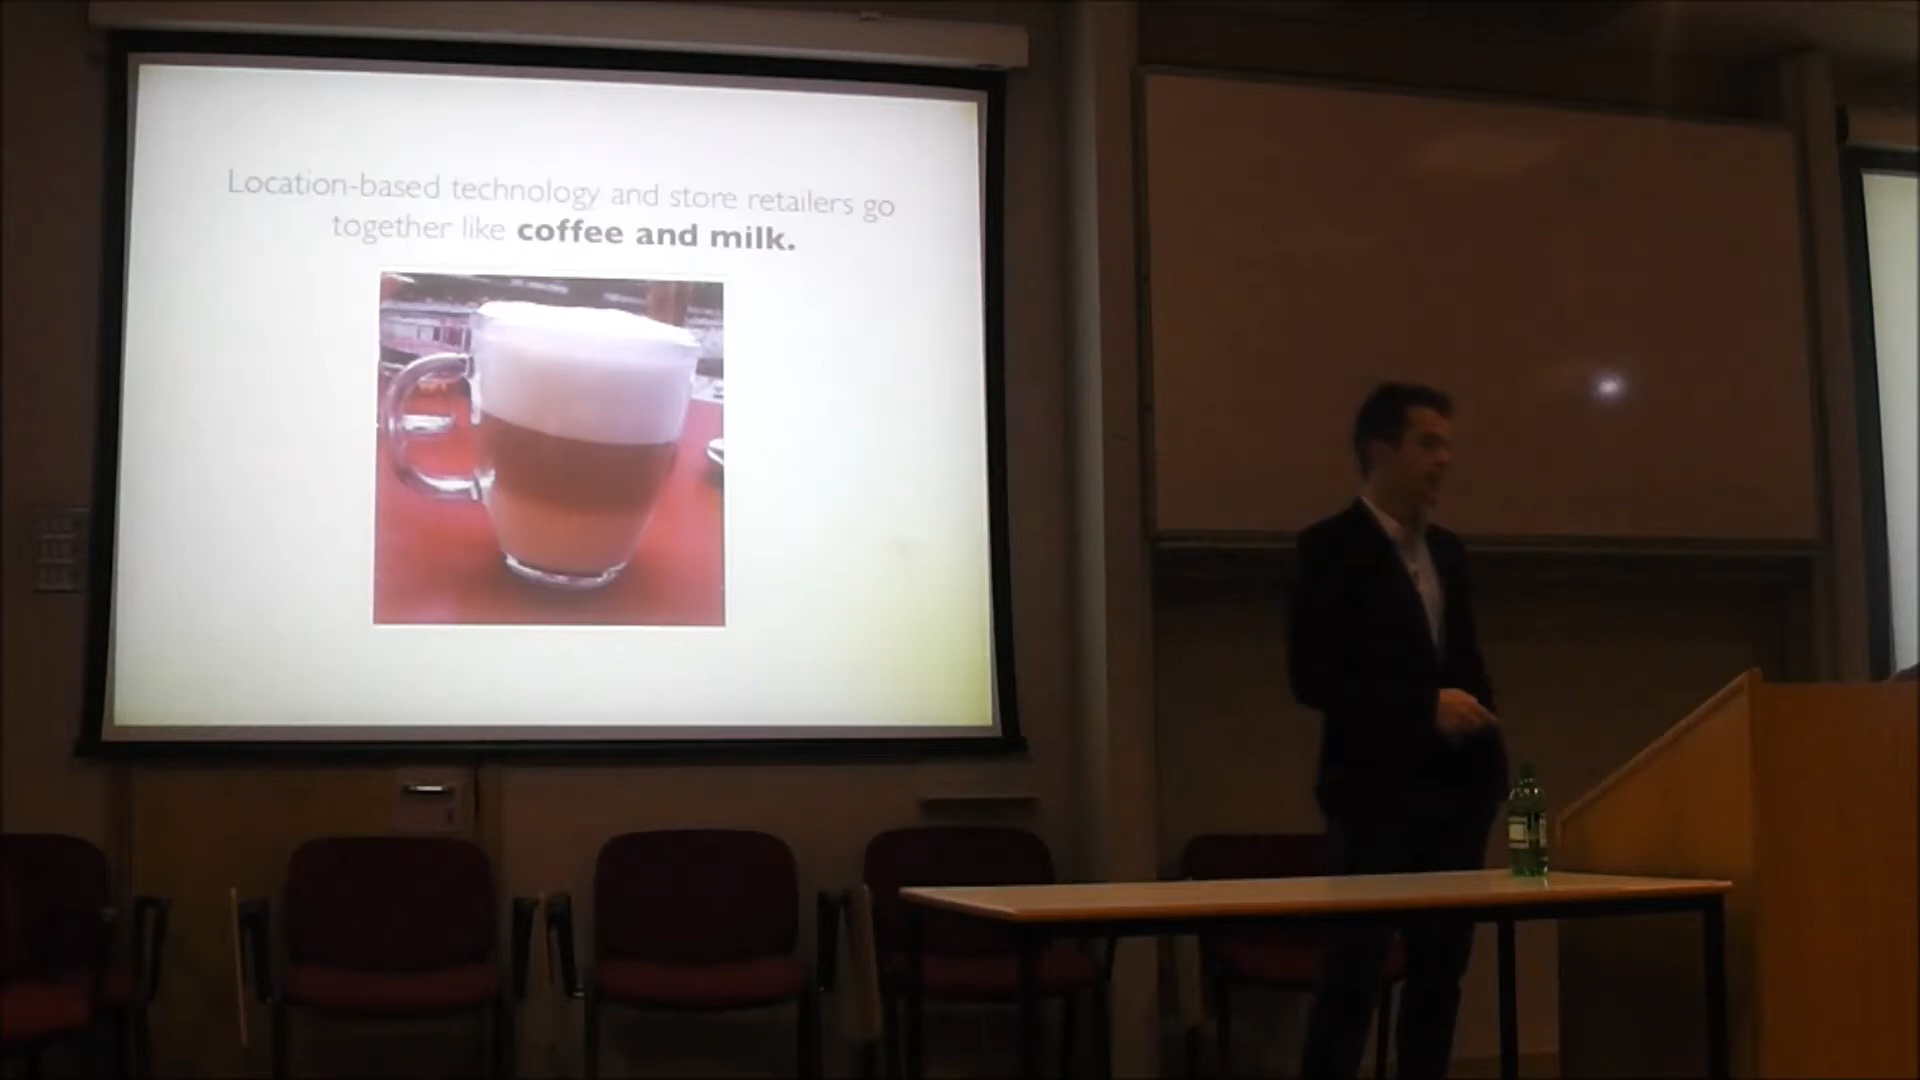 Location-based technology and store retailers go
together like coffee and milk.